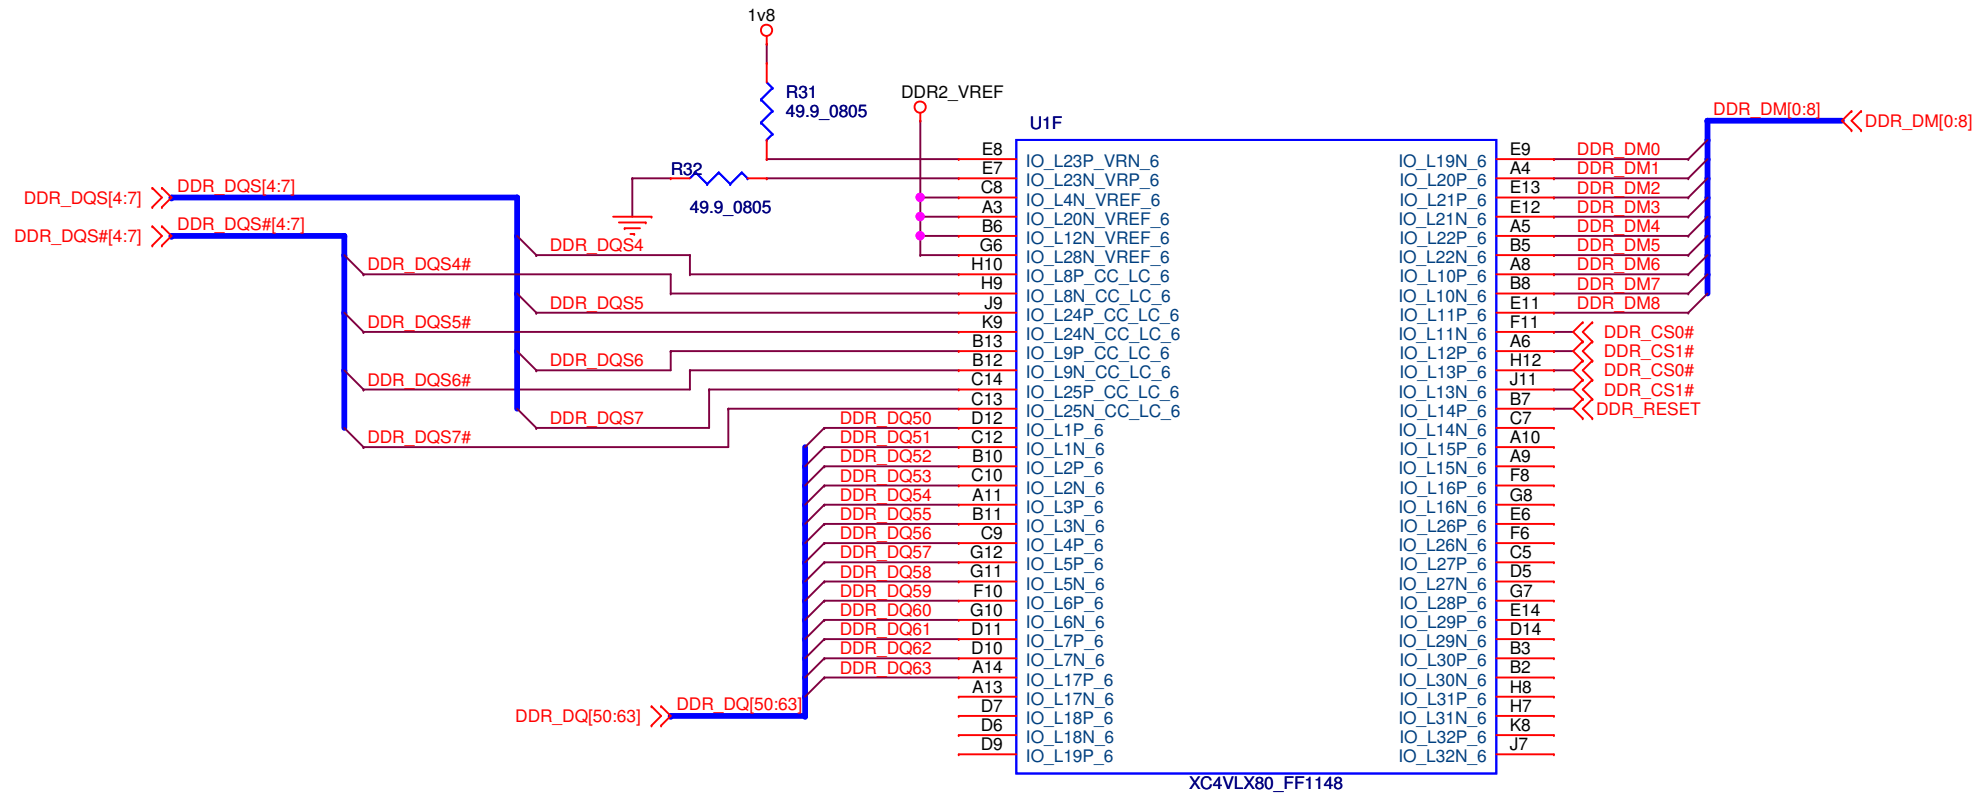 1v8
R31
49.9_0805
DDR2_VREF
R32
49.9_0805
DDR_DQS[4:7]
DDR_DQS[4:7]
DDR_DQS#[4:7]
DDR_DQS#[4:7]
DDR_DQS4
DDR_DQS4#
DDR_DQS5
DDR_DQS5#
DDR_DQS6
DDR_DQS6#
DDR_DQS7
DDR_DQS7#
DDR_DQ50
DDR_DQ51
DDR_DQ52
DDR_DQ53
DDR_DQ54
DDR_DQ55
DDR_DQ56
DDR_DQ57
DDR_DQ58
DDR_DQ59
DDR_DQ60
DDR_DQ61
DDR_DQ62
DDR_DQ63
DDR_DQ[50:63]
DDR_DQ[50:63]
U1F
E8 IO_L23P_VRN_6
E7 IO_L23N_VRP_6
C8 IO_L4N_VREF_6
A3 IO_L20N_VREF_6
B6 IO_L12N_VREF_6
G6 IO_L28N_VREF_6
H10 IO_L8P_CC_LC_6
H9 IO_L8N_CC_LC_6
J9 IO_L24P_CC_LC_6
K9 IO_L24N_CC_LC_6
B13 IO_L9P_CC_LC_6
B12 IO_L9N_CC_LC_6
C14 IO_L25P_CC_LC_6
C13 IO_L25N_CC_LC_6
D12 IO_L1P_6
C12 IO_L1N_6
B10 IO_L2P_6
C10 IO_L2N_6
A11 IO_L3P_6
B11 IO_L3N_6
C9 IO_L4P_6
G12 IO_L5P_6
G11 IO_L5N_6
F10 IO_L6P_6
G10 IO_L6N_6
D11 IO_L7P_6
D10 IO_L7N_6
A14 IO_L17P_6
A13 IO_L17N_6
D7 IO_L18P_6
D6 IO_L18N_6
D9 IO_L19P_6
IO_L19N_6 E9
IO_L20P_6 A4
IO_L21P_6 E13
IO_L21N_6 E12
IO_L22P_6 A5
IO_L22N_6 B5
IO_L10P_6 A8
IO_L10N_6 B8
IO_L11P_6 E11
IO_L11N_6 F11
IO_L12P_6 A6
IO_L13P_6 H12
IO_L13N_6 J11
IO_L14P_6 B7
IO_L14N_6 C7
IO_L15P_6 A10
IO_L15N_6 A9
IO_L16P_6 F8
IO_L16N_6 G8
IO_L26P_6 E6
IO_L26N_6 F6
IO_L27P_6 C5
IO_L27N_6 D5
IO_L28P_6 G7
IO_L29P_6 E14
IO_L29N_6 D14
IO_L30P_6 B3
IO_L30N_6 B2
IO_L31P_6 H8
IO_L31N_6 H7
IO_L32P_6 K8
IO_L32N_6 J7
XC4VLX80_FF1148
DDR_DM[0:8]
DDR_DM[0:8]
DDR_DM0
DDR_DM1
DDR_DM2
DDR_DM3
DDR_DM4
DDR_DM5
DDR_DM6
DDR_DM7
DDR_DM8
DDR_CS0#
DDR_CS1#
DDR_CS0#
DDR_CS1#
DDR_RESET